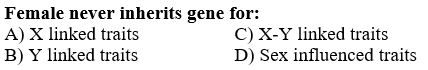 Female never inherits gene for:
A) X linked traits C) X-Y linked traits
B) Y linked traits D) Sex influenced traits